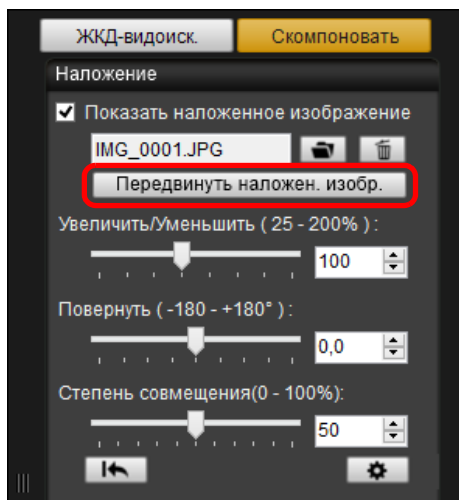 ЖКД-видоиск. Скомпоновать
Наложение
Показать наложенное изображение
IMG_0001.JPG
Передвинуть наложен. изобр.
Увеличить/Уменьшить ( 25 - 200% ) :
100
Повернуть ( -180 - +180° ) :
0,0
Степень совмещения(0 - 100%):
50